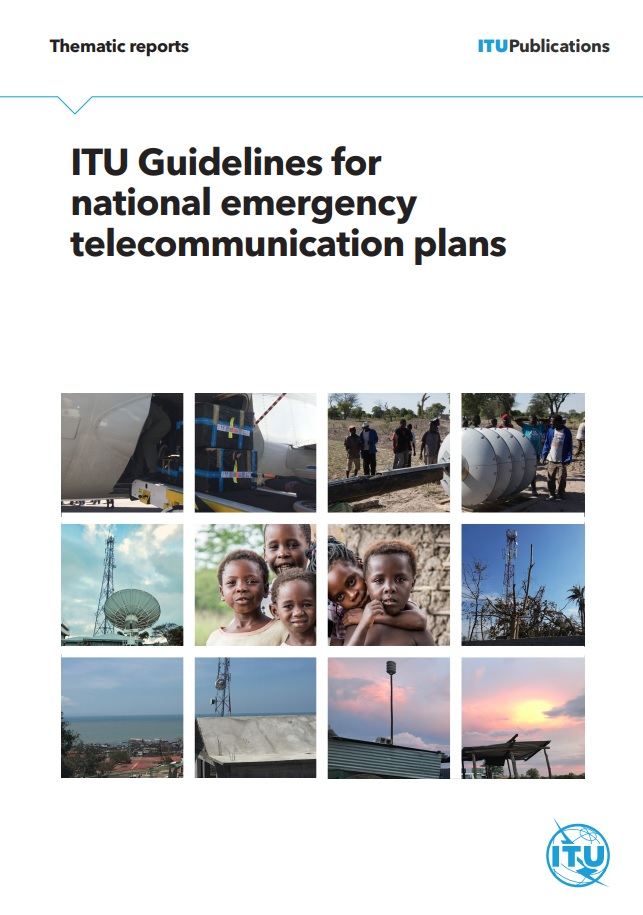 Thematic reports
ITUPublications
ITU Guidelines for
national emergency
telecommunication plans
ITU